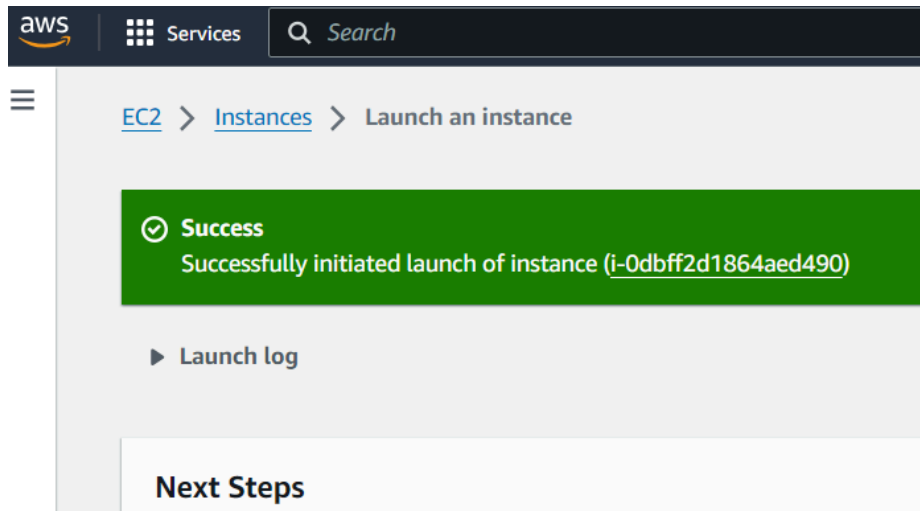 aws Services Search
EC2 > Instances > Launch an instance
Success
Successfully initiated launch of instance (i-0dbff2d1864aed490)
Launch log
Next Steps